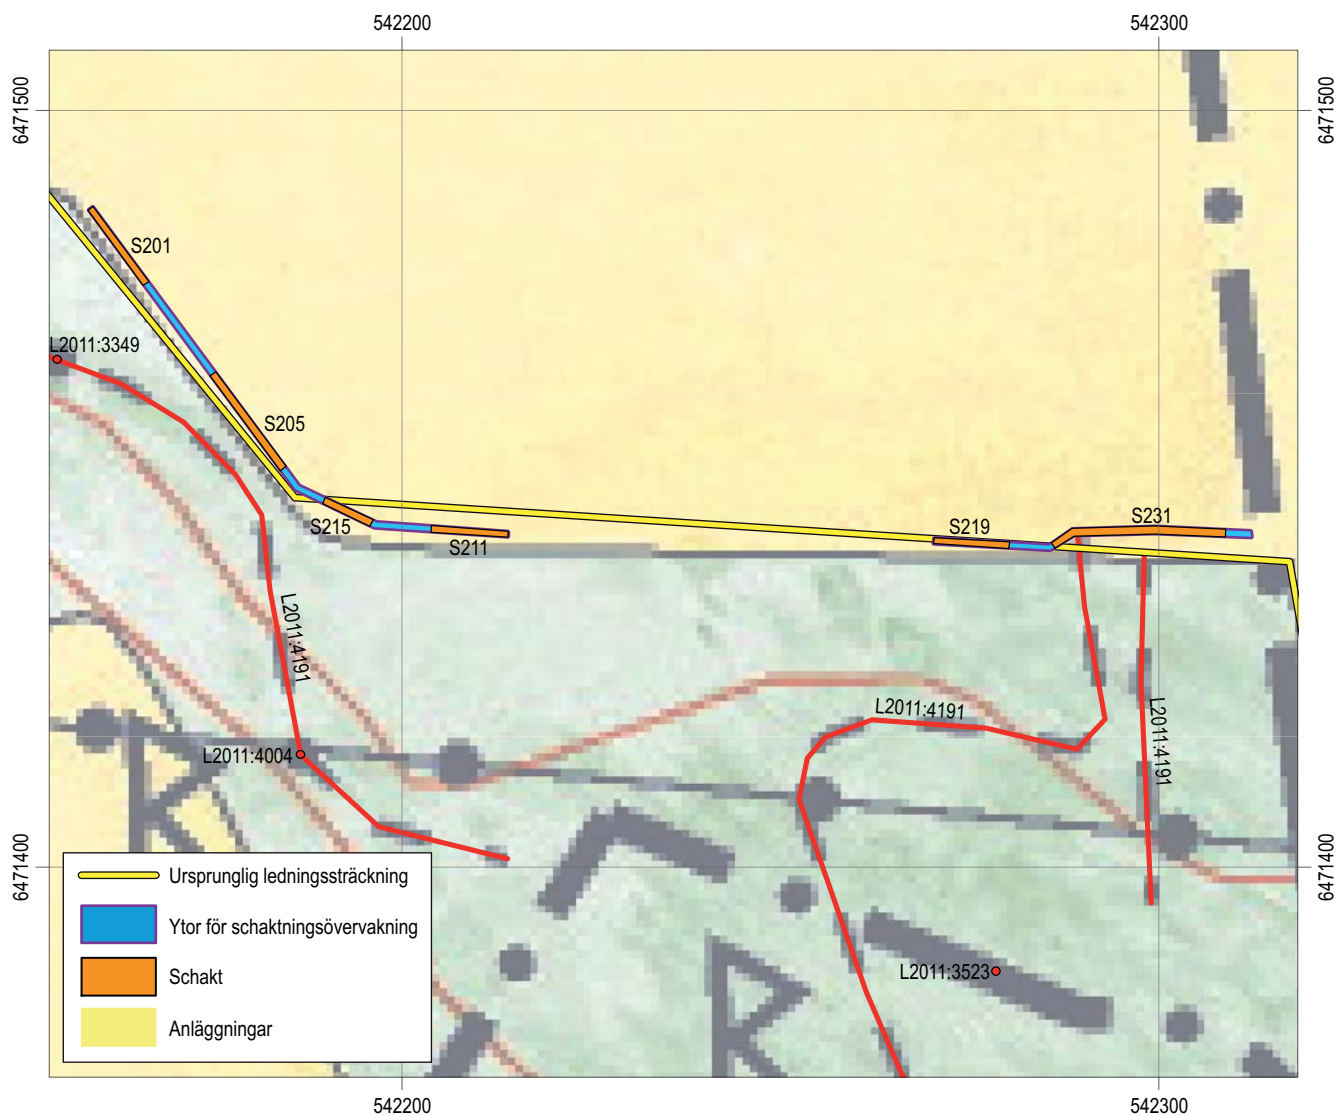 542200
542300
6471500
6471500
S201
L2011:3349
S205
S215
S211
S219
S231
L2011:4191
L2011:4191
L2011:4191
L2011:4004
R
6471400
6471400
Ursprunglig ledningssträckning
Ytor för schaktningsövervakning
Schakt
Anläggningar
L2011:3523
R
542200
542300